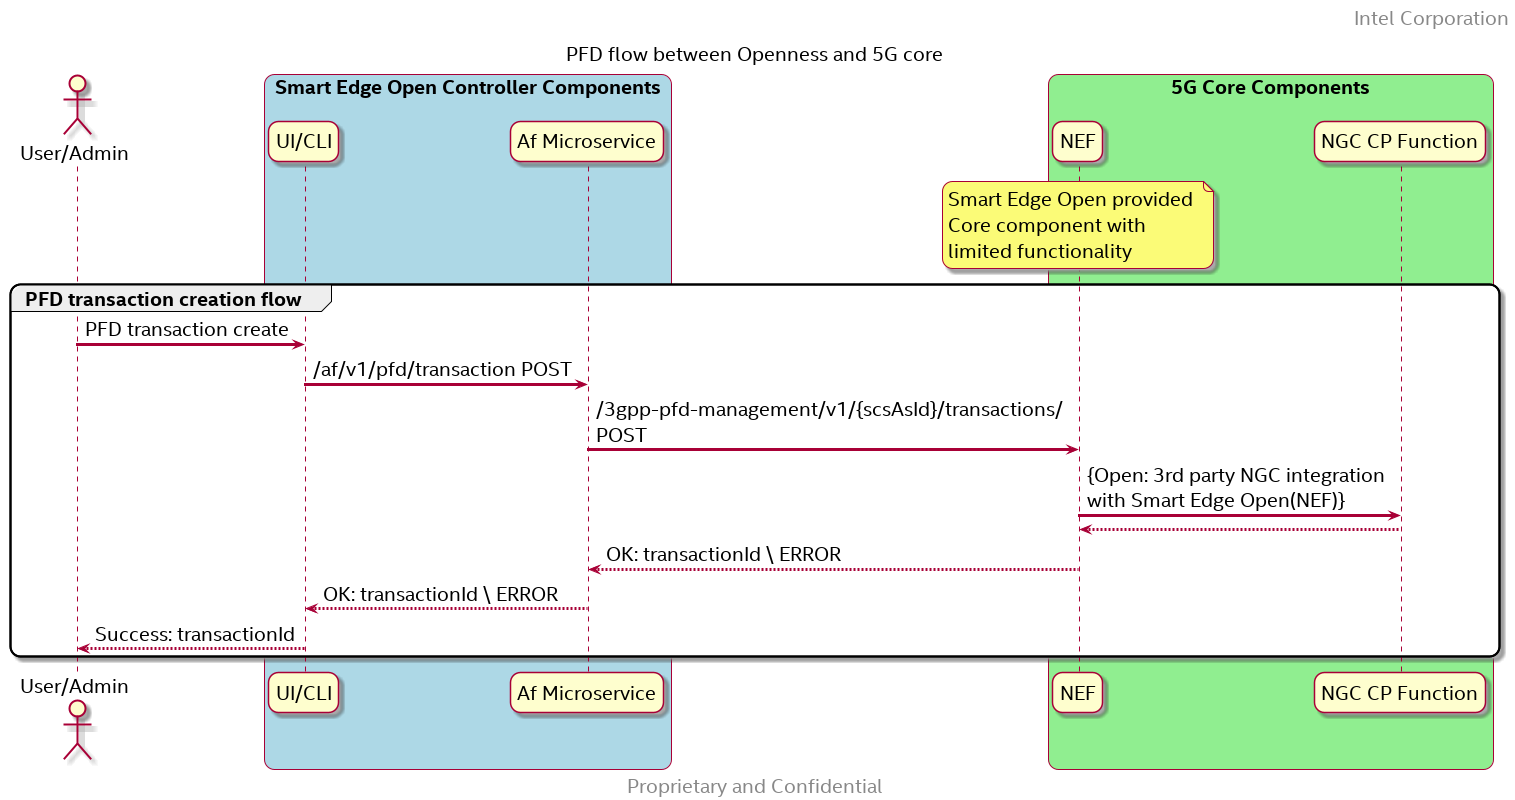 Intel Corporation
PFD flow between Openness and 5G core
Smart Edge Open Controller Components
5G Core Components
User/Admin
UI/CLI
Af Microservice
NEF
NGC CP Function
Smart Edge Open provided
Core component with
limited functionality
PFD transaction creation flow
PFD transaction create
/af/v1/pfd/transaction POST
/3gpp-pfd-management/v1/{scsAsId}/transactions/
POST
{Open: 3rd party NGC integration
with Smart Edge Open(NEF)}
OK: transactionId \ ERROR
OK: transactionId \ ERROR
Success: transactionId
User/Admin
UI/CLI
Af Microservice
NEF
NGC CP Function
Proprietary and Confidential